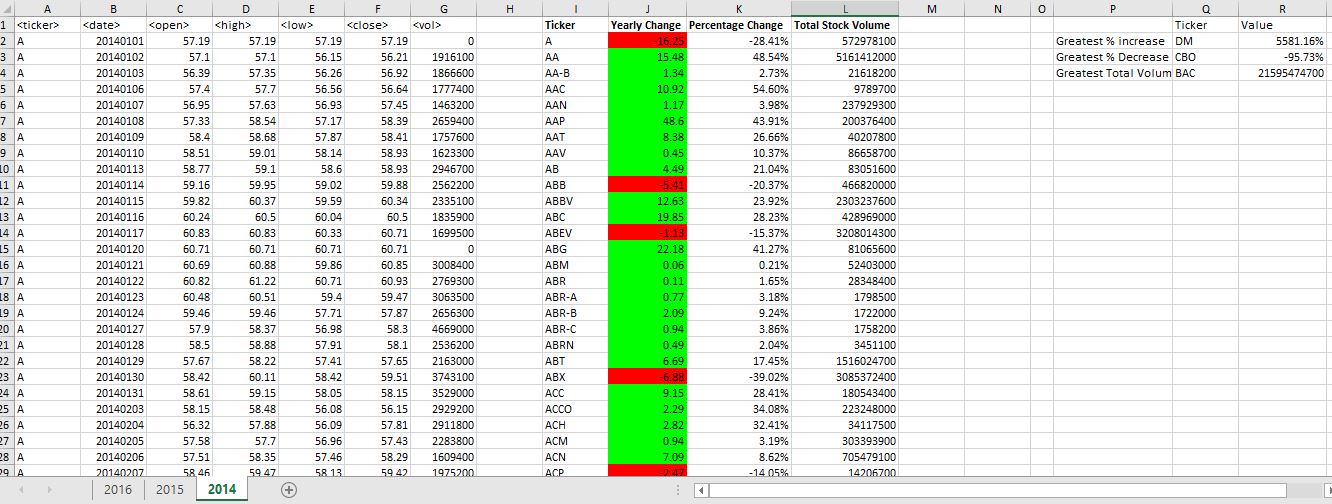 A B C D E F G H I J K L M N O P Q R
1 <ticker> <date> <open> <high> <low> <close> <vol> Ticker Yearly Change Percentage Change Total Stock Volume Ticker Value
2 A 20140101 57.19 57.19 57.19 57.19 0 A -16.25 -28.41% 572978100 Greatest % increase DM 5581.16%
3 A 20140102 57.1 57.1 56.15 56.21 1916100 AA 15.48 48.54% 5161412000 Greatest % Decrease CBO -95.73%
4 A 20140103 56.39 57.35 56.26 56.92 1866600 AA-B 1.34 2.73% 21618200 Greatest Total Volum BAC 21595474700
5 A 20140106 57.4 57.7 56.56 56.64 1777400 AAC 10.92 54.60% 9789700
6 A 20140107 56.95 57.63 56.93 57.45 1463200 AAN 1.17 3.98% 237929300
7 A 20140108 57.33 58.54 57.17 58.39 2659400 AAP 48.6 43.91% 200376400
8 A 20140109 58.4 58.68 57.87 58.41 1757600 AAT 8.38 26.66% 40207800
9 A 20140110 58.51 59.01 58.14 58.93 1623300 AAV 0.45 10.37% 86658700
10 A 20140113 58.77 59.1 58.6 58.93 2946700 AB 4.49 21.04% 83051600
11 A 20140114 59.16 59.95 59.02 59.88 2562200 ABB -5.41 -20.37% 466820000
12 A 20140115 59.82 60.37 59.59 60.34 2335100 ABBV 12.63 23.92% 2303237600
13 A 20140116 60.24 60.5 60.04 60.5 1835900 ABC 19.85 28.23% 428969000
14 A 20140117 60.83 60.83 60.33 60.71 1699500 ABEV -1.13 -15.37% 3208014300
15 A 20140120 60.71 60.71 60.71 60.71 0 ABG 22.18 41.27% 81065600
16 A 20140121 60.69 60.88 59.86 60.85 3008400 ABM 0.06 0.21% 52403000
17 A 20140122 60.82 61.22 60.71 60.93 2769300 ABR 0.11 1.65% 28348400
18 A 20140123 60.48 60.51 59.4 59.47 3063500 ABR-A 0.77 3.18% 1798500
19 A 20140124 59.46 59.46 57.71 57.87 2656300 ABR-B 2.09 9.24% 1722000
20 A 20140127 57.9 58.37 56.98 58.3 4669000 ABR-C 0.94 3.86% 1758200
21 A 20140128 58.5 58.88 57.91 58.1 2536200 ABRN 0.49 2.04% 3451100
22 A 20140129 57.67 58.22 57.41 57.65 2163000 ABT 6.69 17.45% 1516024700
23 A 20140130 58.42 60.11 58.42 59.51 3743100 ABX -6.88 -39.02% 3085372400
24 A 20140131 58.61 59.15 58.05 58.15 3529000 ACC 9.15 28.41% 180543400
25 A 20140203 58.15 58.48 56.08 56.15 2929200 ACCO 2.29 34.08% 223248000
26 A 20140204 56.32 57.88 56.09 57.81 2911800 ACH 2.82 32.41% 34117500
27 A 20140205 57.58 57.7 56.96 57.43 2283800 ACM 0.94 3.19% 303393900
28 A 20140206 57.51 58.35 57.46 58.29 1609400 ACN 7.09 8.62% 705479100
29 A 20140207 58.46 59.47 58.13 59.42 1975200 ACP -2.47 -14.05% 14206700
2016 2015 2014